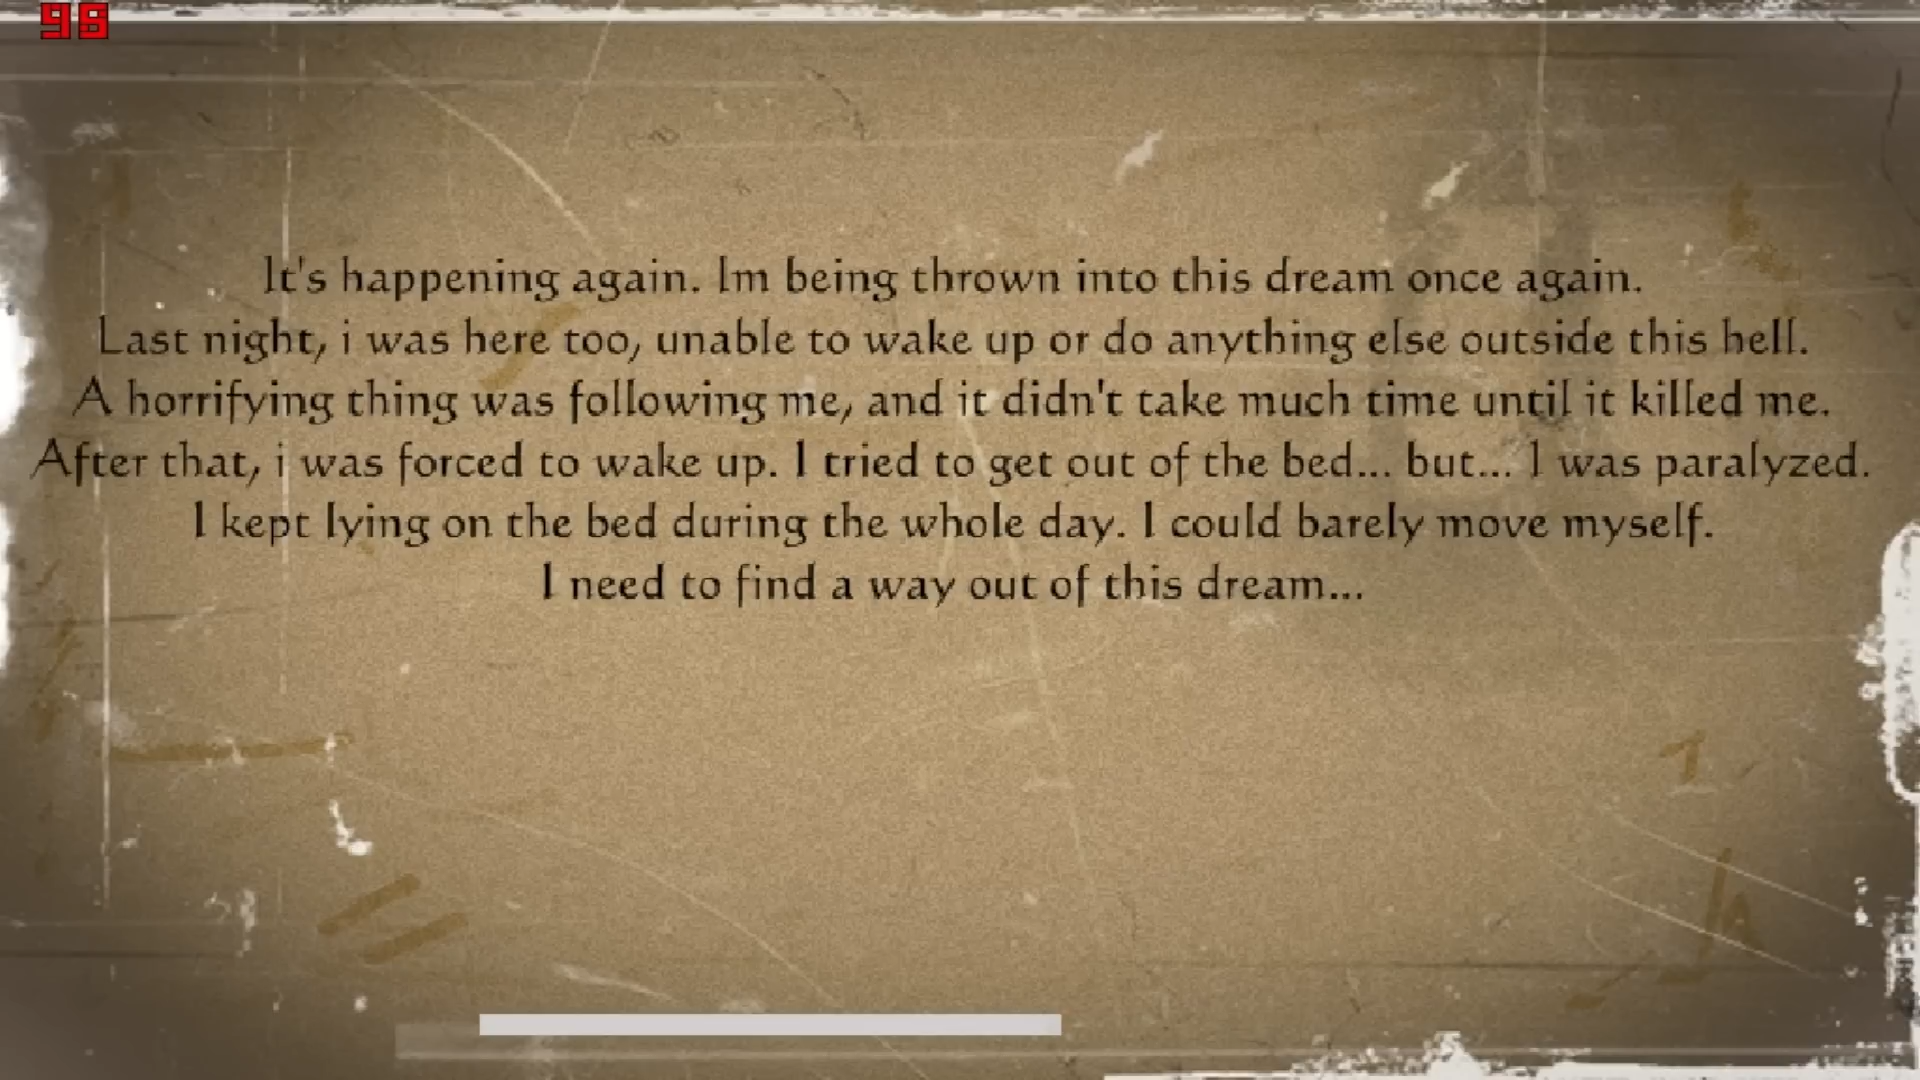 98
It's happening again. Im being thrown into this dream once again.
Last night, i was here too, unable to wake up or do anything else outside this hell.
A horrifying thing was following me, and it didn't take much time until it killed me.
After that, i was forced to wake up. I tried to get out of the bed... but... I was paralyzed.
I kept lying on the bed during the whole day. I could barely move myself.
I need to find a way out of this dream...